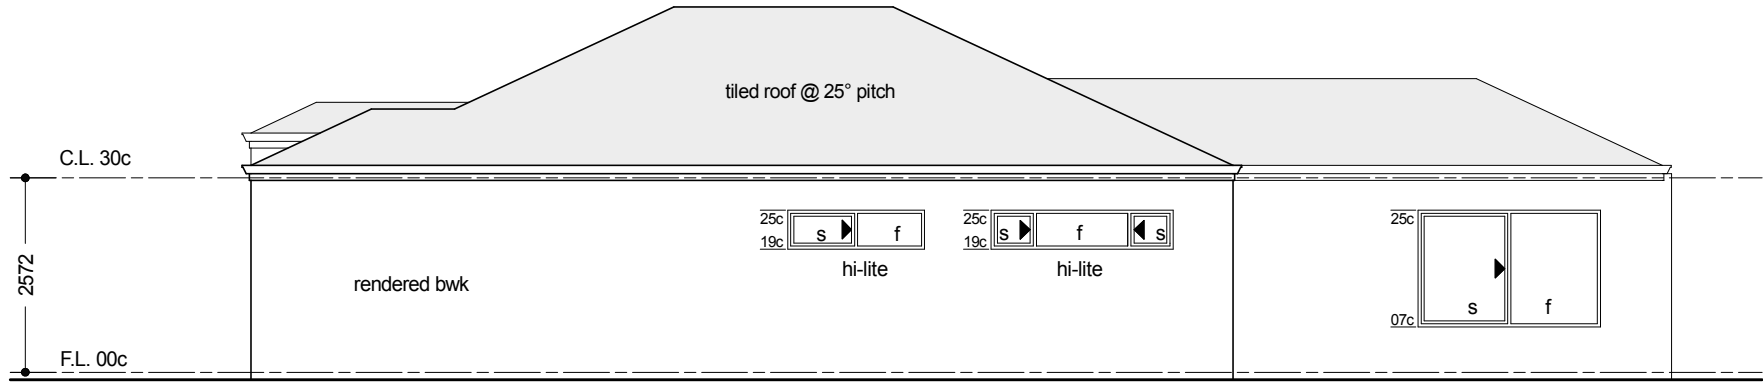 tiled roof @ 25° pitch
C.L. 30c
25c
19c
s
f
hi-lite
25c
19c
s
f
s
hi-lite
25c
07c
s
f
2572
rendered bwk
F.L. 00c